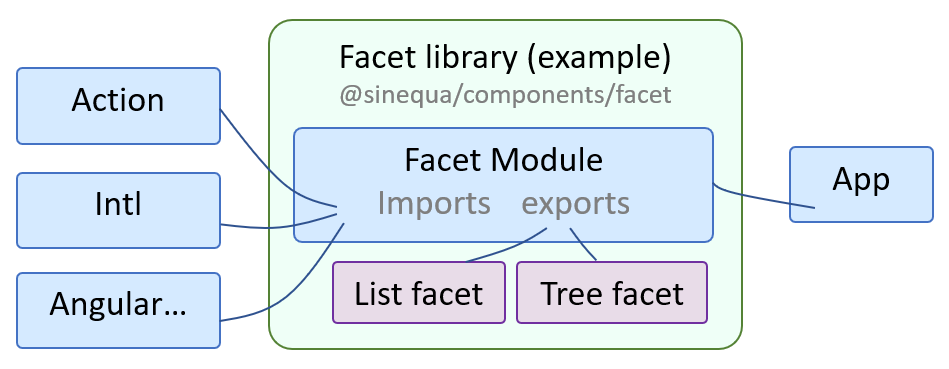 Facet library (example)
@sinequa/components/facet
Action
Intl
Angular...
Facet Module
Imports exports
List facet
Tree facet
App